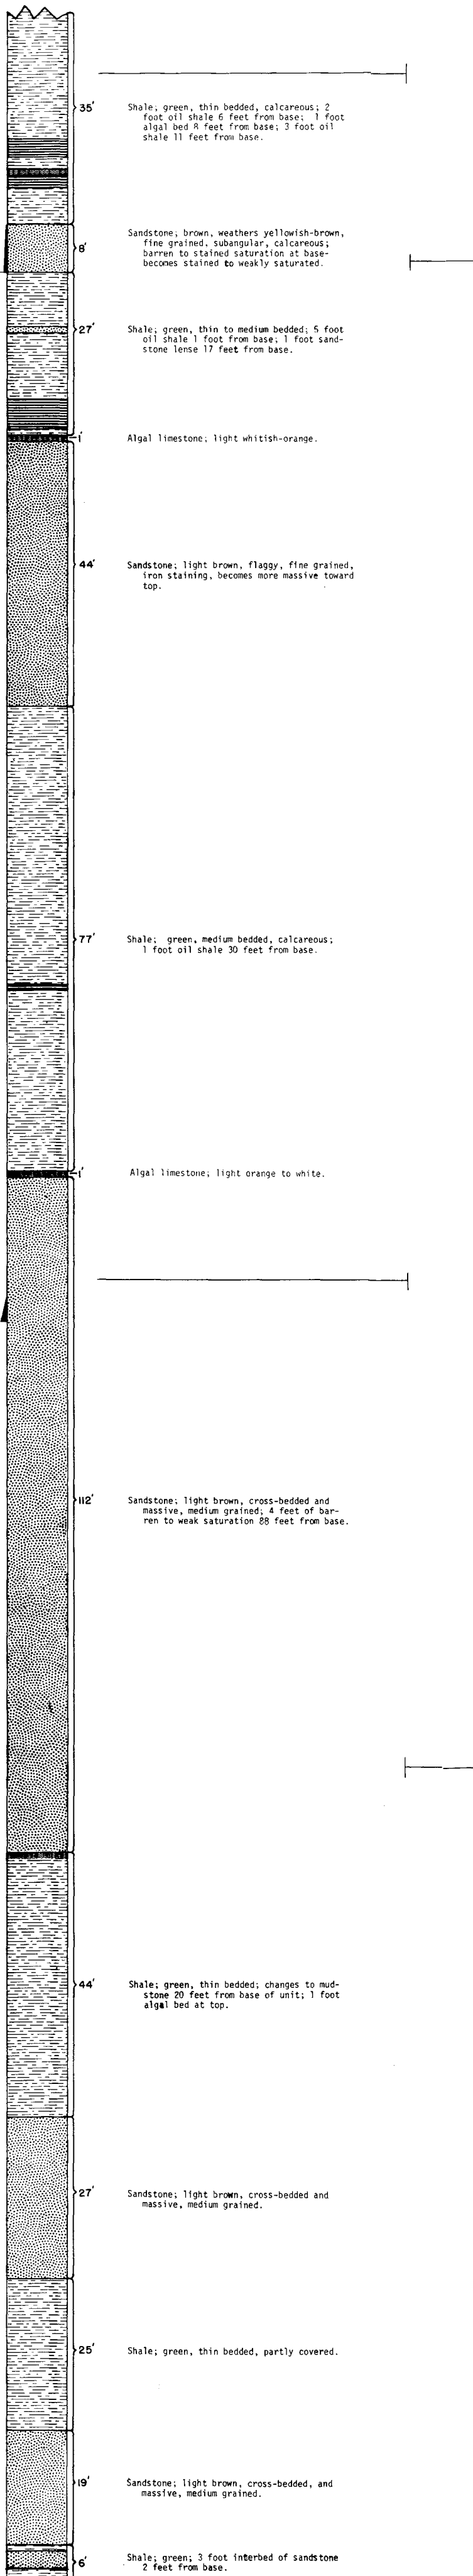 35'
Shale; green, thin bedded, calcareous; 2
foot oil shale 6 feet from base; 1 foot
algal bed 8 feet from base; 3 foot oil
shale 11 feet from base.
8'
Sandstone; brown, weathers yellowish-brown,
fine grained, subangular, calcareous;
barren to stained saturation at base-
becomes stained to weakly saturated.
27'
Shale; green, thin to medium bedded; 5 foot
oil shale 1 foot from base; 1 foot sand-
stone lense 17 feet from base.
1'
Algal limestone; light whitish-orange.
44'
Sandstone; light brown, flaggy, fine grained,
iron staining, becomes more massive toward
top.
77'
Shale; green, medium bedded, calcareous;
1 foot oil shale 30 feet from base.
1'
Algal limestone; light orange to white.
112'
Sandstone; light brown, cross-bedded and
massive, medium grained; 4 feet of bar-
ren to weak saturation 88 feet from base.
44'
Shale; green, thin bedded; changes to mud-
stone 20 feet from base of unit; 1 foot
algal bed at top.
27'
Sandstone; light brown, cross-bedded and
massive, medium grained.
25'
Shale; green, thin bedded, partly covered.
19'
Sandstone; light brown, cross-bedded, and
massive, medium grained.
6'
Shale; green; 3 foot interbed of sandstone
2 feet from base.